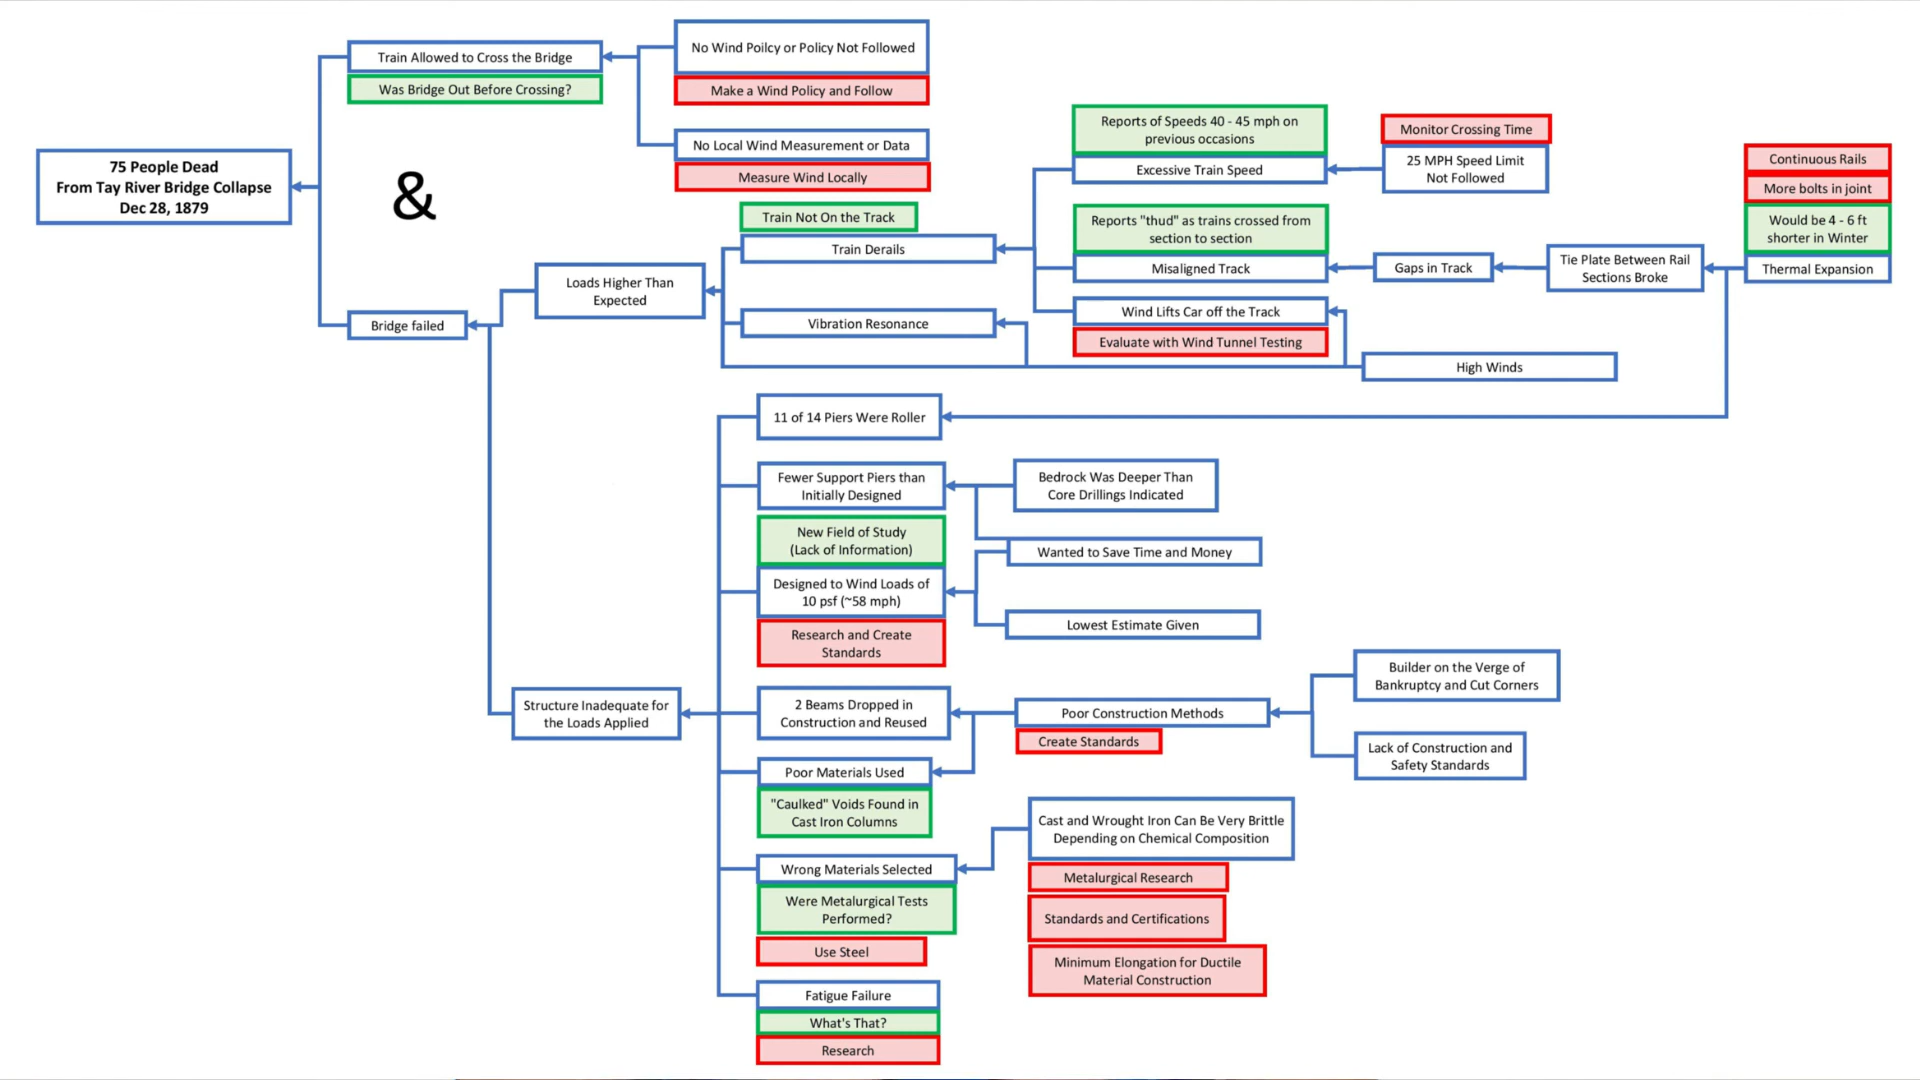 75 People Dead
From Tay River Bridge Collapse
Dec 28, 1879
Train Allowed to Cross the Bridge
Was Bridge Out Before Crossing?
&
Bridge failed
No Wind Poilcy or Policy Not Followed
Make a Wind Policy and Follow
No Local Wind Measurement or Data
Measure Wind Locally
Loads Higher Than
Expected
Train Not On the Track
Train Derails
Vibration Resonance
Reports of Speeds 40 - 45 mph on
previous occasions
Excessive Train Speed
Monitor Crossing Time
25 MPH Speed Limit
Not Followed
Reports "thud" as trains crossed from
section to section
Misaligned Track
Gaps in Track
Tie Plate Between Rail
Sections Broke
Continuous Rails
More bolts in joint
Would be 4 - 6 ft
shorter in Winter
Thermal Expansion
Wind Lifts Car off the Track
Evaluate with Wind Tunnel Testing
High Winds
Structure Inadequate for
the Loads Applied
11 of 14 Piers Were Roller
Fewer Support Piers than
Initially Designed
Bedrock Was Deeper Than
Core Drillings Indicated
New Field of Study
(Lack of Information)
Designed to Wind Loads of
10 psf (~58 mph)
Research and Create
Standards
Wanted to Save Time and Money
Lowest Estimate Given
2 Beams Dropped in
Construction and Reused
Poor Construction Methods
Create Standards
Builder on the Verge of
Bankruptcy and Cut Corners
Lack of Construction and
Safety Standards
Poor Materials Used
"Caulked" Voids Found in
Cast Iron Columns
Wrong Materials Selected
Were Metalurgical Tests
Performed?
Use Steel
Cast and Wrought Iron Can Be Very Brittle
Depending on Chemical Composition
Metalurgical Research
Standards and Certifications
Minimum Elongation for Ductile
Material Construction
Fatigue Failure
What's That?
Research